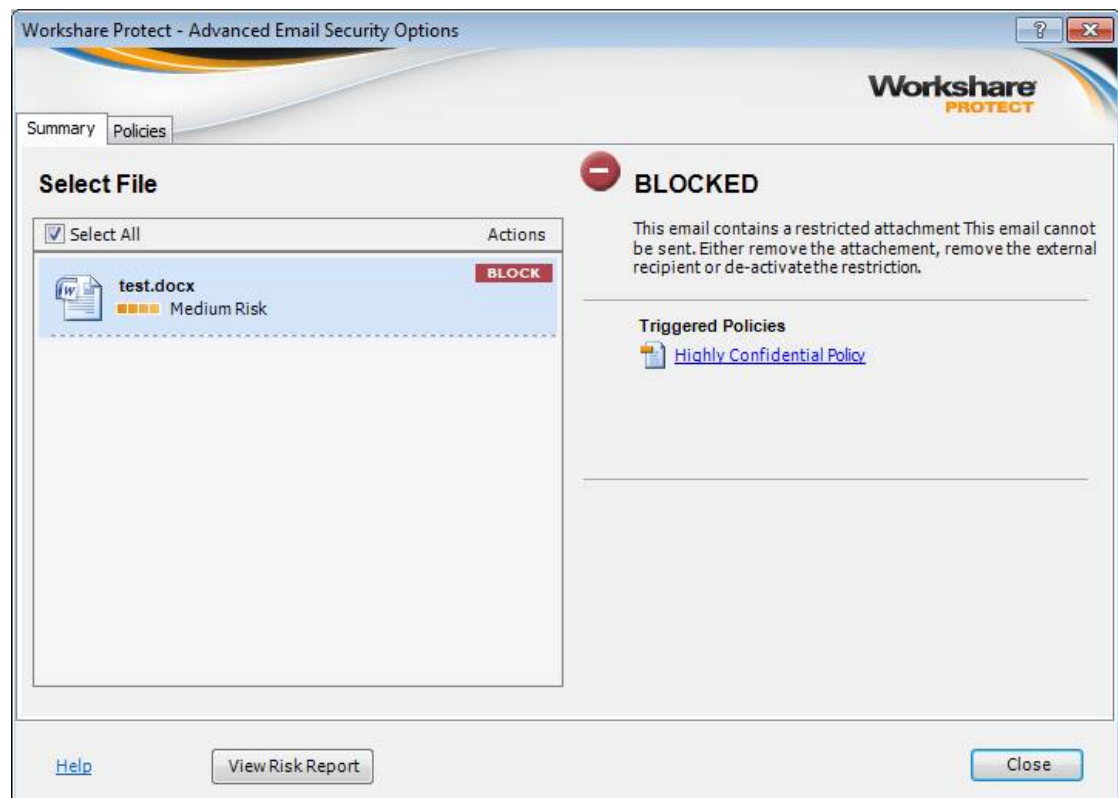 Workshare Protect - Advanced Email Security Options
Workshare
PROTECT
Summary
Policies
Select File
Select All
Actions
test.docx
BLOCK
Medium Risk
BLOCKED
This email contains a restricted attachment This email cannot
be sent. Either remove the attachement, remove the external
recipient or de-activatethe restriction.
Triggered Policies
Highly Confidential Policy
Help
View Risk Report
Close